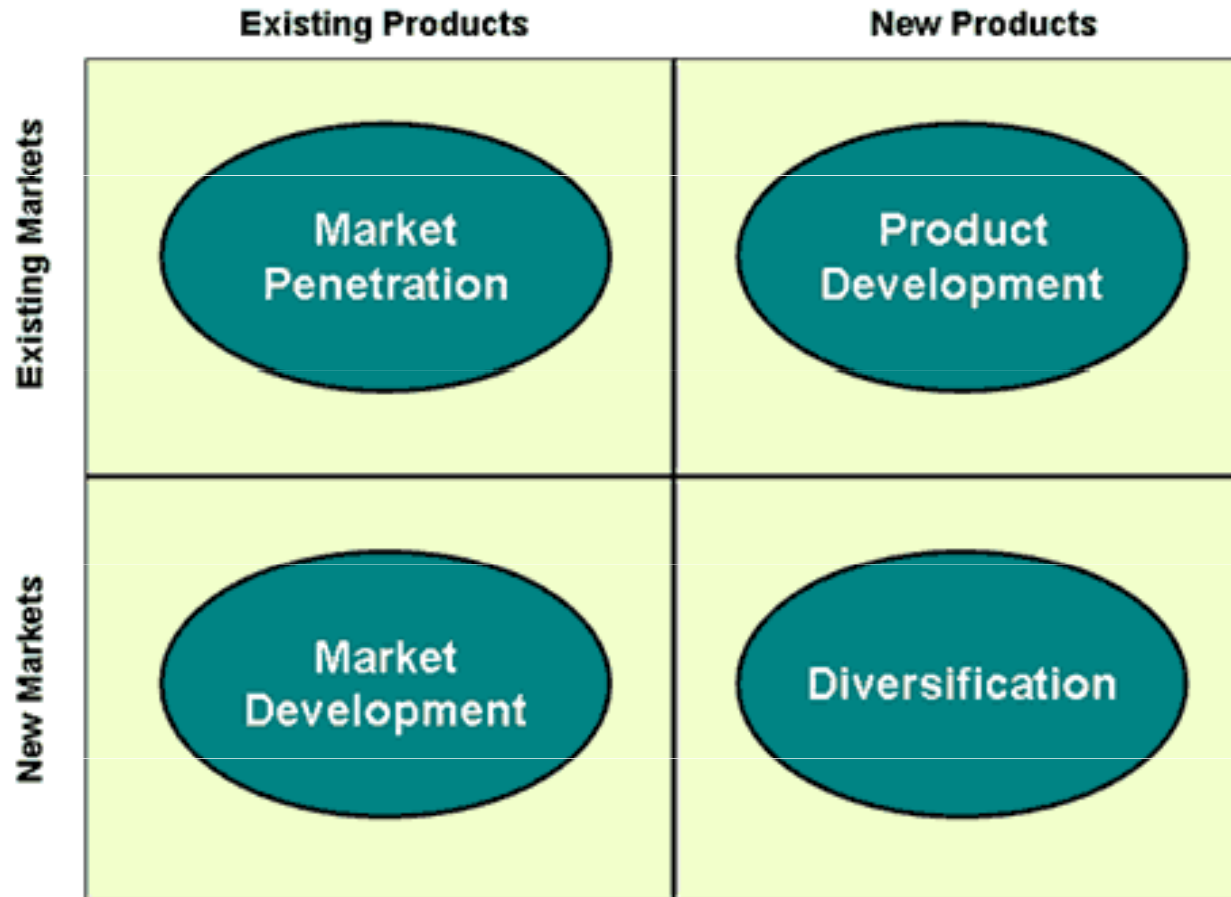 Existing Products
New Products
Existing Markets
Market
Penetration
Product
Development
New Markets
Market
Development
Diversification